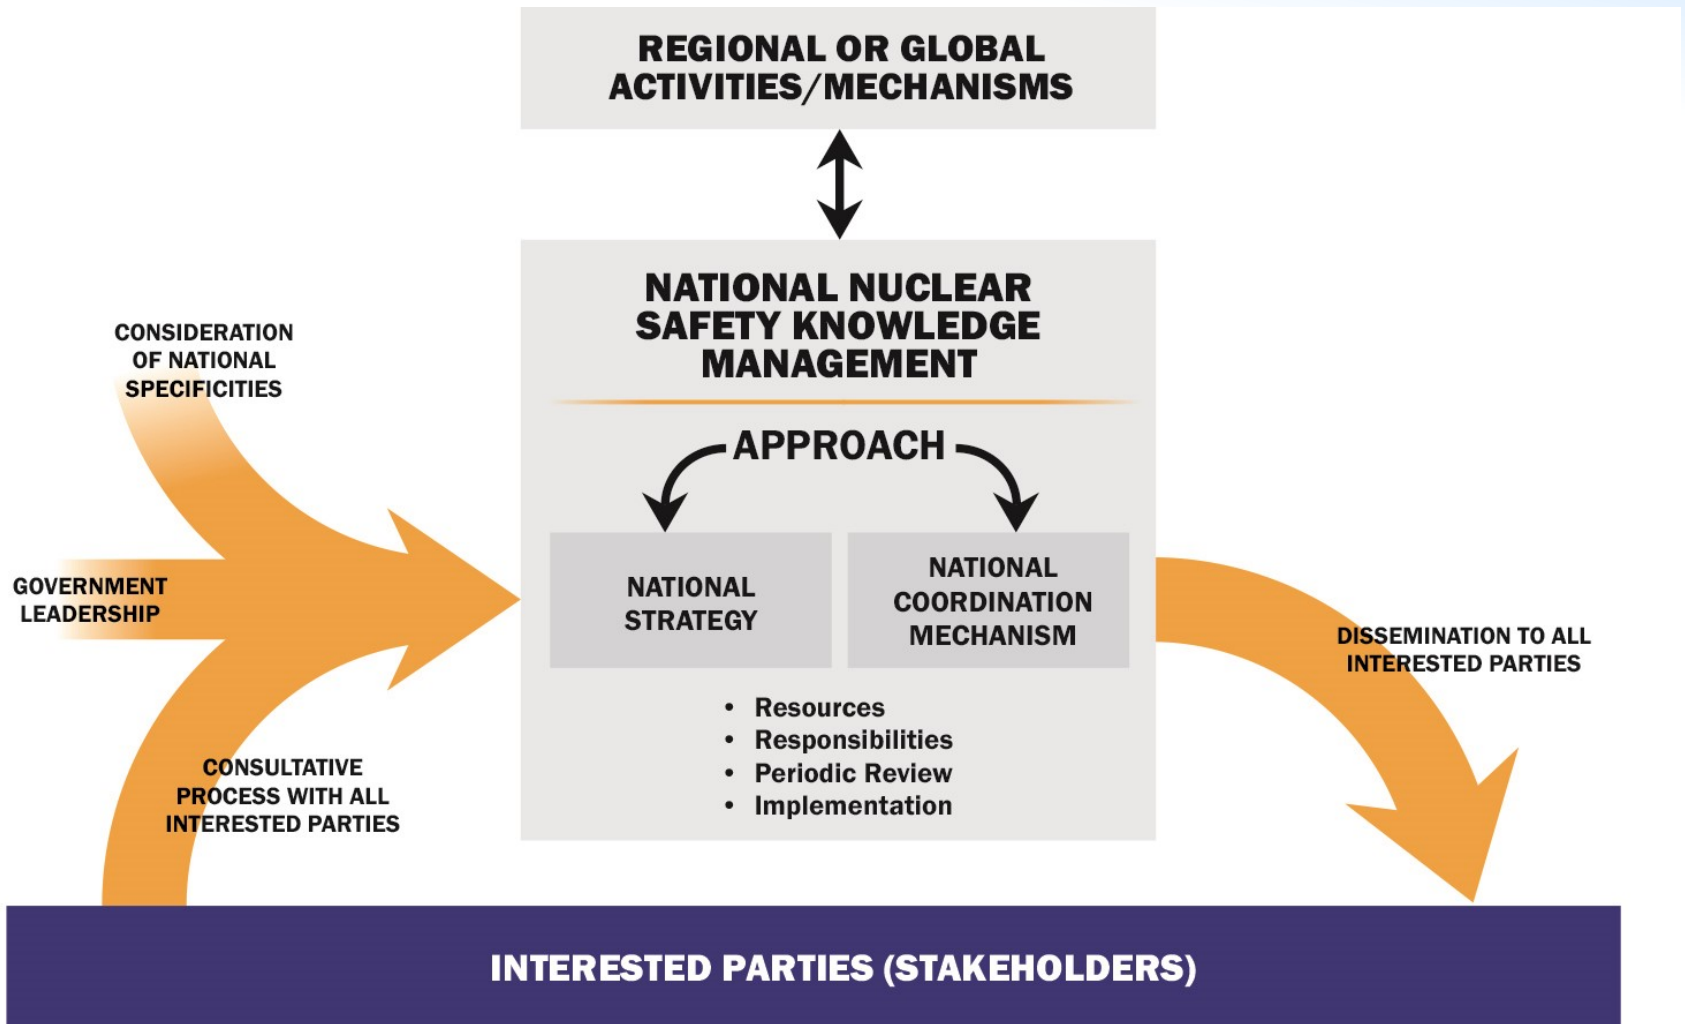 REGIONAL OR GLOBAL
ACTIVITIES/MECHANISMS
NATIONAL NUCLEAR
SAFETY KNOWLEDGE
MANAGEMENT
APPROACH
NATIONAL
STRATEGY
NATIONAL
COORDINATION
MECHANISM
• Resources
• Responsibilities
• Periodic Review
• Implementation
CONSIDERATION
OF NATIONAL
SPECIFICITIES
GOVERNMENT
LEADERSHIP
CONSULTATIVE
PROCESS WITH ALL
INTERESTED PARTIES
DISSEMINATION TO ALL
INTERESTED PARTIES
INTERESTED PARTIES (STAKEHOLDERS)